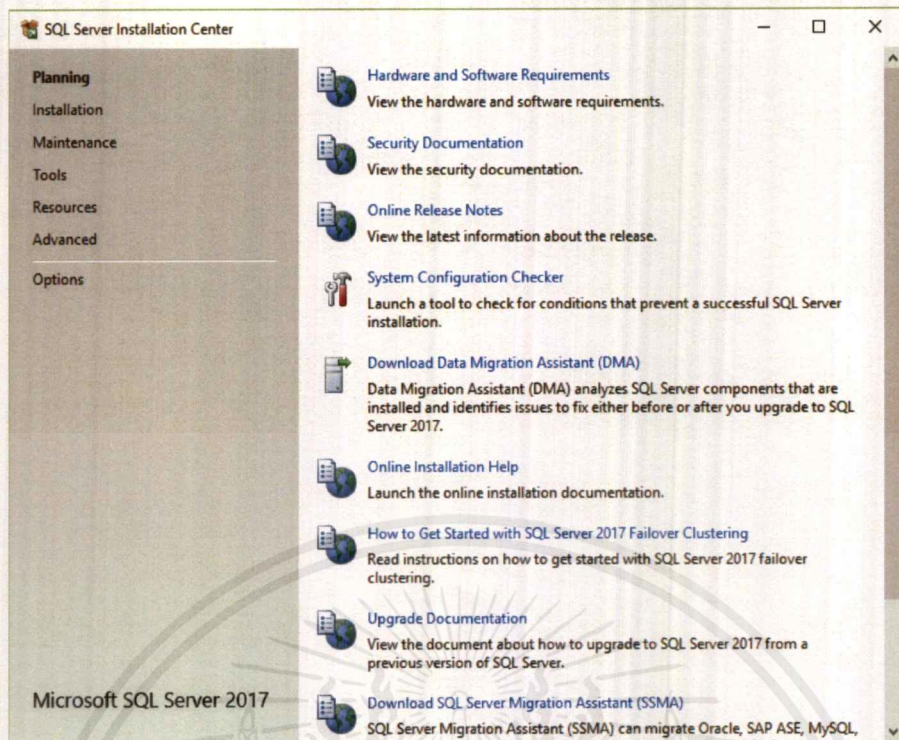 SQL Server Installation Center
Planning
Installation
Maintenance
Tools
Resources
Advanced
Options
Microsoft SQL Server 2017
Hardware and Software Requirements
View the hardware and software requirements.
Security Documentation
View the security documentation.
Online Release Notes
View the latest information about the release.
System Configuration Checker
Launch a tool to check for conditions that prevent a successful SQL Server
installation.
Download Data Migration Assistant (DMA)
Data Migration Assistant (DMA) analyzes SQL Server components that are
installed and identifies issues to fix either before or after you upgrade to SQL
Server 2017.
Online Installation Help
Launch the online installation documentation.
How to Get Started with SQL Server 2017 Failover Clustering
Read instructions on how to get started with SQL Server 2017 failover
clustering.
Upgrade Documentation
View the document about how to upgrade to SQL Server 2017 from a
previous version of SQL Server.
Download SQL Server Migration Assistant (SSMA)
SQL Server Migration Assistant (SSMA) can migrate Oracle, SAP ASE, MySQL,